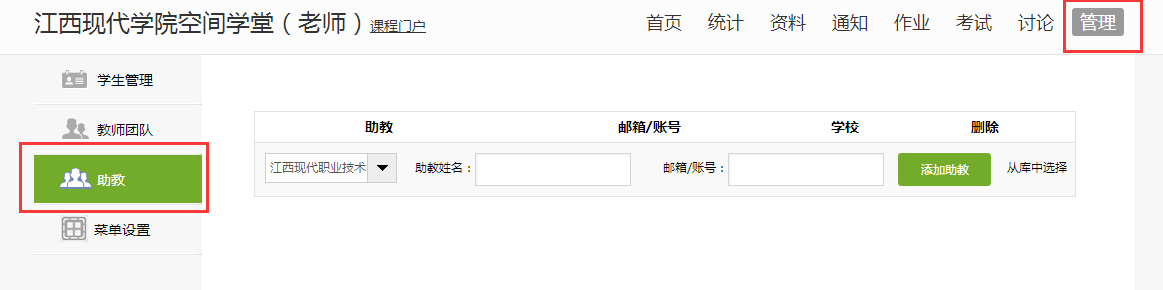 江西现代学院空间学堂（老师）课程门户 首页 统计 资料 通知 作业 考试 讨论 管理
学生管理
教师团队
助教
菜单设置
助教 邮箱/账号 学校 删除
江西现代职业技术 助教姓名： 邮箱/账号： 添加助教 从库中选择